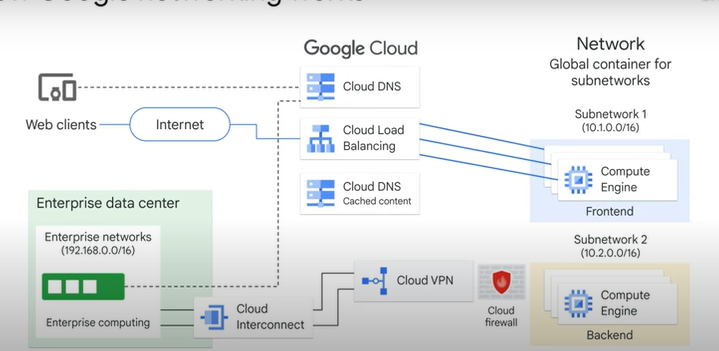 Google Cloud
Network
Global container for
subnetworks
Cloud DNS
Subnetwork 1
(10.1.0.0/16)
Web clients
Internet
Cloud Load
Balancing
Compute
Engine
Frontend
Cloud DNS
Cached content
Enterprise data center
Enterprise networks
(192.168.0.0/16)
Subnetwork 2
(10.2.0.0/16)
Cloud VPN
Cloud
firewall
Compute
Engine
Backend
Cloud
Interconnect
Enterprise computing